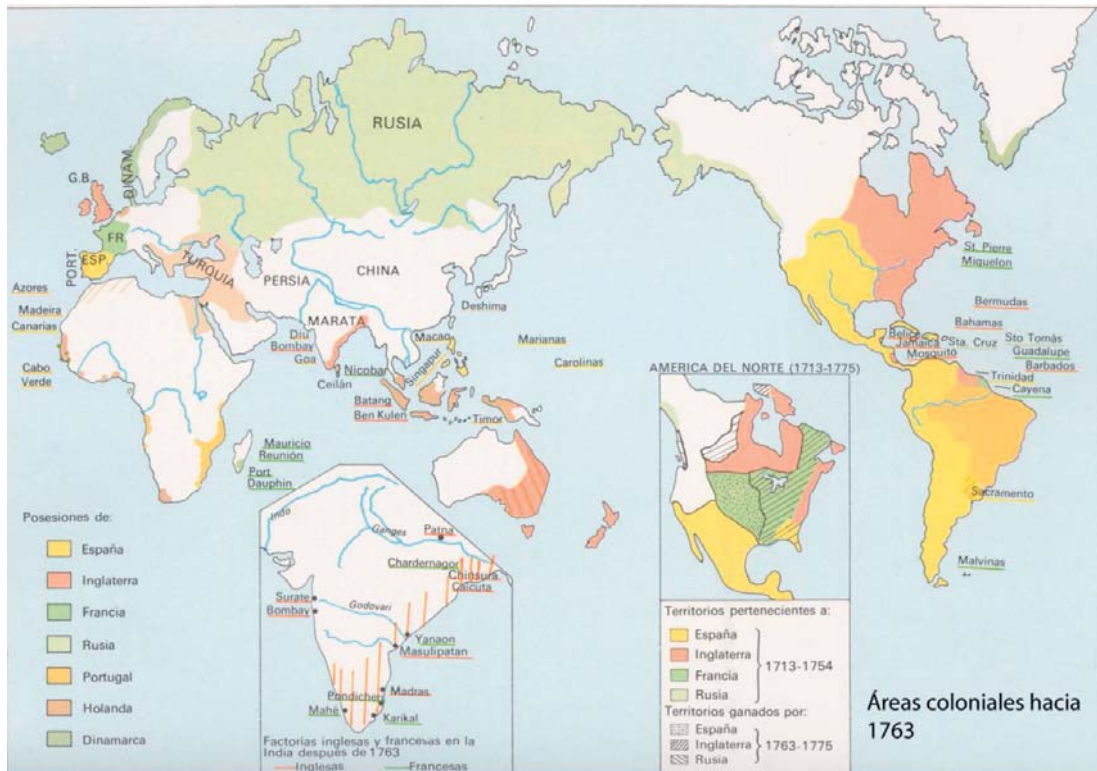 RUSIA
G.B.
DINAM.
FR.
ESP.
PORT.
TURQUIA
PERSIA
CHINA
MARATA
Deshima
Azores
Madeira
Canarias
Cabo
Verde
Diu
Bombay
Goa
Ceilán
Nicobar
Macao
Singapur
Marianas
Carolinas
Batang
Ben Kulen
Timor
Mauricio
Reunión
Port
Dauphin
St. Pierre
Miquelon
Bermudas
Bahamas
Belice
Jamaica
Mosquito
Sta. Cruz
Sto Tomás
Guadalupe
Barbados
Trinidad
Cayena
Sacramento
Malvinas
Posesiones de:
España
Inglaterra
Francia
Rusia
Portugal
Holanda
Dinamarca
Indo
Ganges
Patna
Chardernagor
Chinsura
Calcuta
Surate
Bombay
Godovari
Yanaon
Masulipatan
Madras
Pondichery
Mahé
Karikal
Factorías inglesas y francesas en la
India después de 1763
Inglesas
Francesas
AMERICA DEL NORTE (1713-1775)
Territorios pertenecientes a:
España
Inglaterra
Francia
Rusia
1713-1754
Territorios ganados por:
España
Inglaterra
Rusia
1763-1775
Áreas coloniales hacia
1763